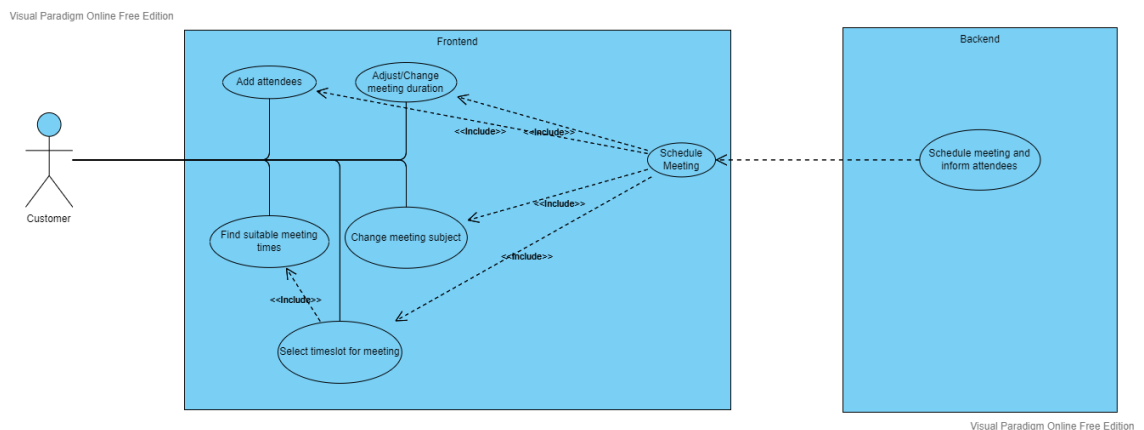 Visual Paradigm Online Free Edition
Frontend
Backend
Add attendees
Adjust/Change
meeting duration
<<Include>>
<<Include>>
Schedule
Meeting
Schedule meeting and
inform attendees
Customer
<<Include>>
Find suitable meeting
times
Change meeting subject
<<Include>>
<<Include>>
Select timeslot for meeting
Visual Paradigm Online Free Edition